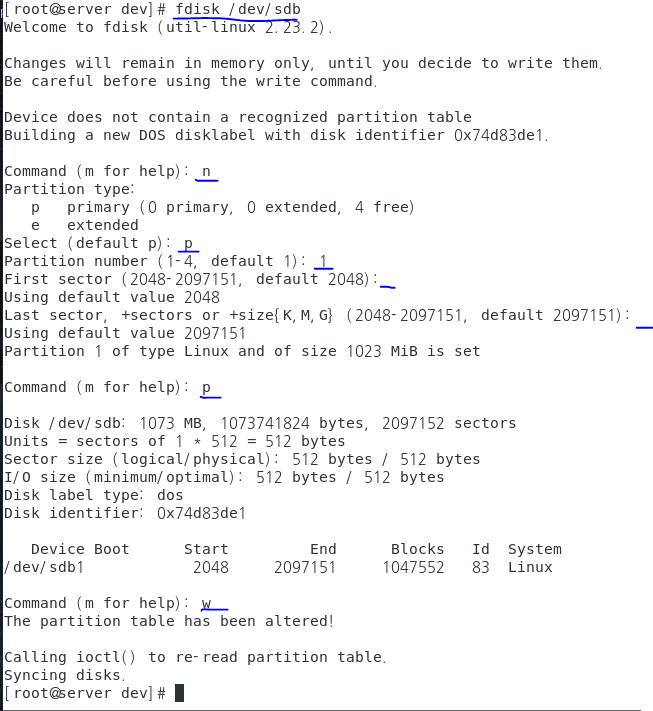 [root@server dev]# fdisk /dev/sdb
Welcome to fdisk (util-linux 2.23.2).
Changes will remain in memory only, until you decide to write them.
Be careful before using the write command.
Device does not contain a recognized partition table
Building a new DOS disklabel with disk identifier 0x74d83de1.
Command (m for help): n
Partition type:
p   primary (0 primary, 0 extended, 4 free)
e   extended
Select (default p): p
Partition number (1-4, default 1): 1
First sector (2048-2097151, default 2048):
Using default value 2048
Last sector, +sectors or +size{K,M,G} (2048-2097151, default 2097151):
Using default value 2097151
Partition 1 of type Linux and of size 1023 MiB is set
Command (m for help): p
Disk /dev/sdb: 1073 MB, 1073741824 bytes, 2097152 sectors
Units = sectors of 1 * 512 = 512 bytes
Sector size (logical/physical): 512 bytes / 512 bytes
I/O size (minimum/optimal): 512 bytes / 512 bytes
Disk label type: dos
Disk identifier: 0x74d83de1
Device Boot      Start         End      Blocks   Id  System
/dev/sdb1            2048     2097151     1047552   83  Linux
Command (m for help): w
The partition table has been altered!
Calling ioctl() to re-read partition table.
Syncing disks.
[root@server dev]#